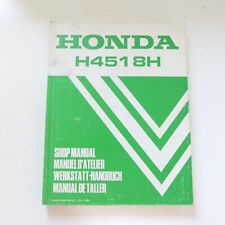 HONDA
H4518H
SHOP MANUAL
MANUEL D'ATELIER
WERKSTATT-HANDBUCH
MANUAL DE TALLER